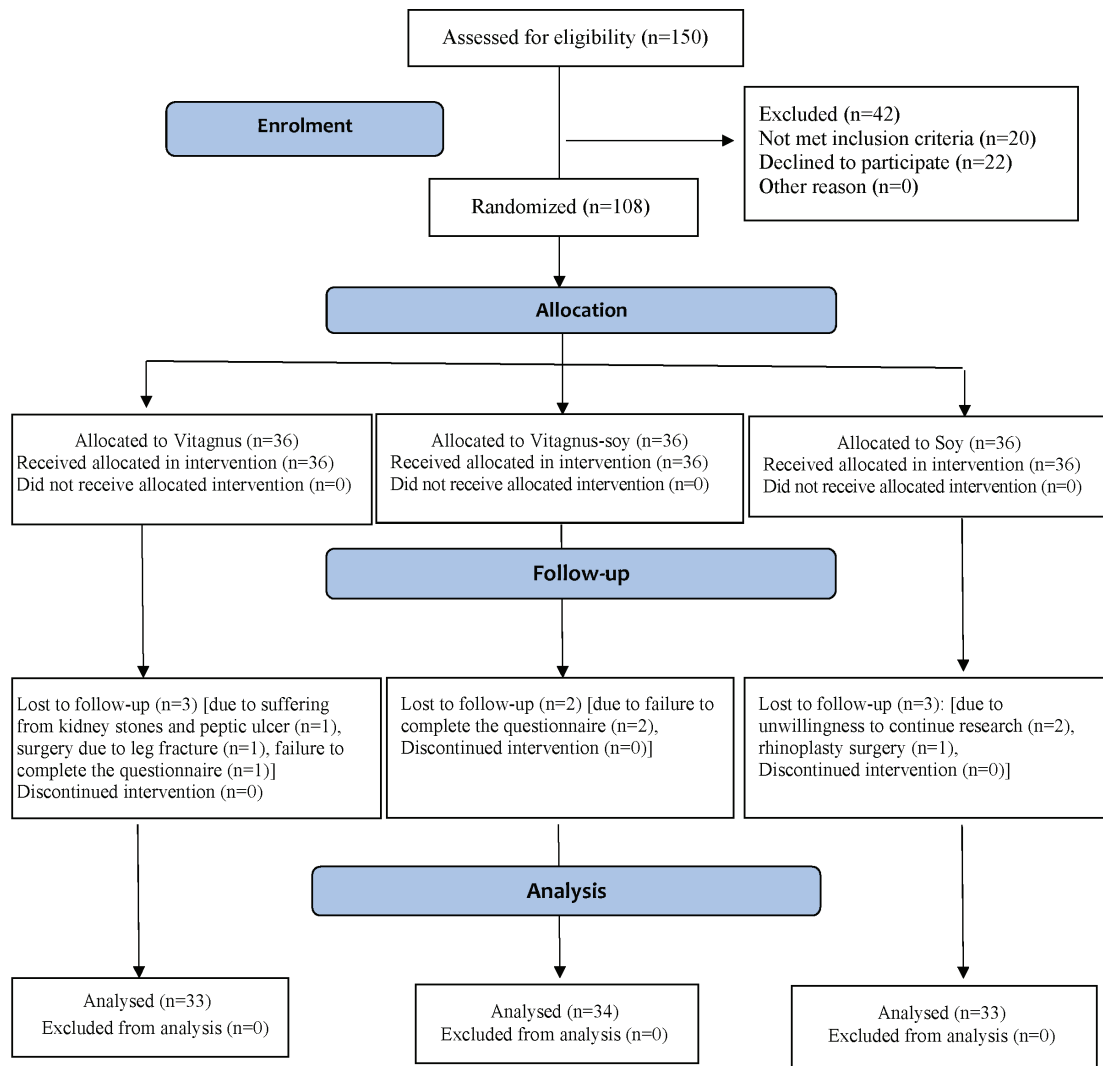 Assessed for eligibility (n=150)
Enrolment
Excluded (n=42)
Not met inclusion criteria (n=20)
Declined to participate (n=22)
Other reason (n=0)
Randomized (n=108)
Allocation
Allocated to Vitagnus (n=36)
Received allocated in intervention (n=36)
Did not receive allocated intervention (n=0)
Allocated to Vitagnus-soy (n=36)
Received allocated in intervention (n=36)
Did not receive allocated intervention (n=0)
Allocated to Soy (n=36)
Received allocated in intervention (n=36)
Did not receive allocated intervention (n=0)
Follow-up
Lost to follow-up (n=3) [due to suffering
from kidney stones and peptic ulcer (n=1),
surgery due to leg fracture (n=1), failure to
complete the questionnaire (n=1)]
Discontinued intervention (n=0)
Lost to follow-up (n=2) [due to failure to
complete the questionnaire (n=2),
Discontinued intervention (n=0)]
Lost to follow-up (n=3): [due to
unwillingness to continue research (n=2),
rhinoplasty surgery (n=1),
Discontinued intervention (n=0)]
Analysis
Analysed (n=33)
Excluded from analysis (n=0)
Analysed (n=34)
Excluded from analysis (n=0)
Analysed (n=33)
Excluded from analysis (n=0)